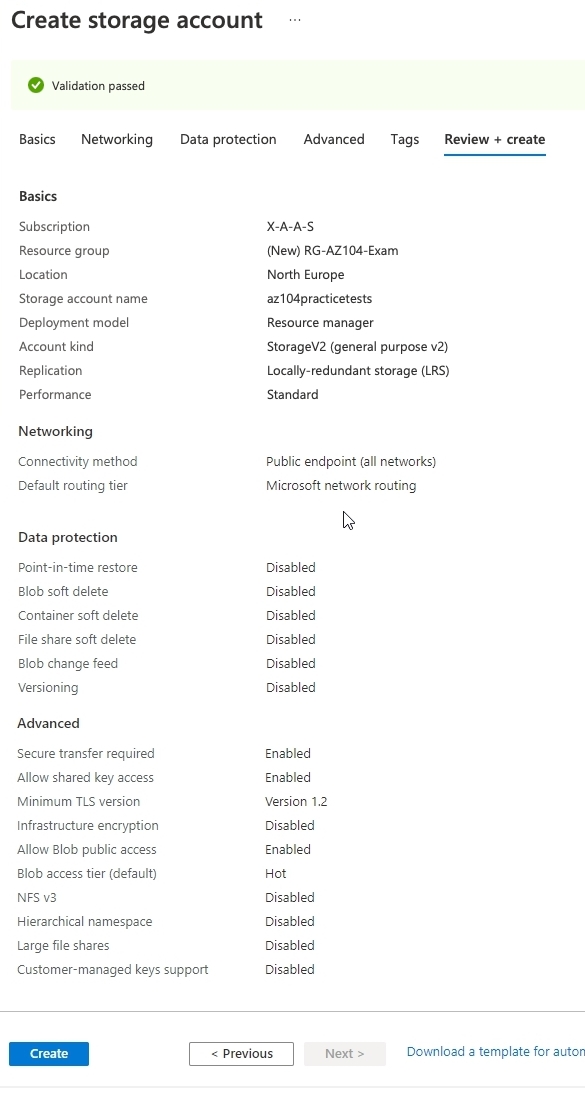 Create storage account ...
Validation passed
Basics Networking Data protection Advanced Tags Review + create
Basics
Subscription X-A-A-S
Resource group (New) RG-AZ104-Exam
Location North Europe
Storage account name az104practicetests
Deployment model Resource manager
Account kind StorageV2 (general purpose v2)
Replication Locally-redundant storage (LRS)
Performance Standard
Networking
Connectivity method Public endpoint (all networks)
Default routing tier Microsoft network routing
Data protection
Point-in-time restore Disabled
Blob soft delete Disabled
Container soft delete Disabled
File share soft delete Disabled
Blob change feed Disabled
Versioning Disabled
Advanced
Secure transfer required Enabled
Allow shared key access Enabled
Minimum TLS version Version 1.2
Infrastructure encryption Disabled
Allow Blob public access Enabled
Blob access tier (default) Hot
NFS v3 Disabled
Hierarchical namespace Disabled
Large file shares Disabled
Customer-managed keys support Disabled
Create < Previous Next > Download a template for autom